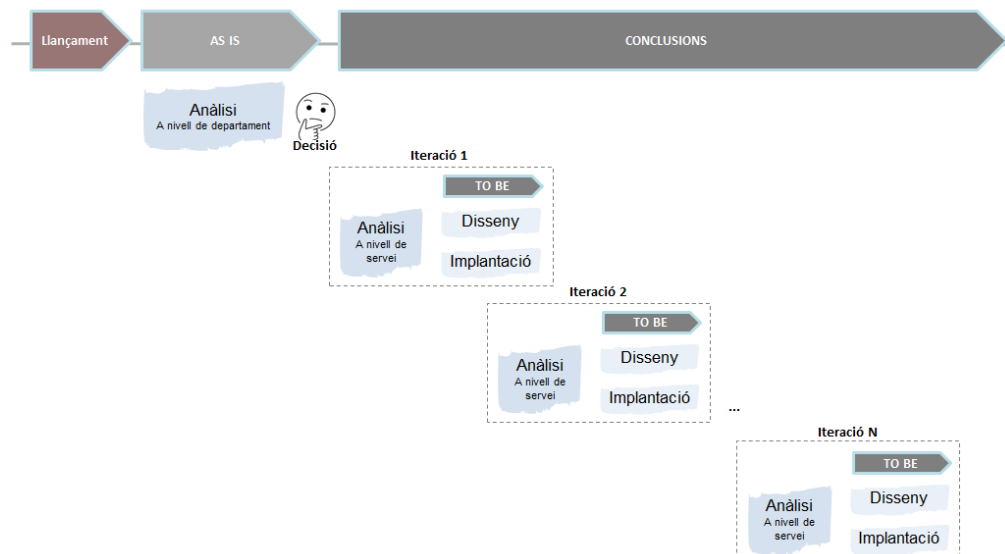 Llançament
AS IS
CONCLUSIONS
Anàlisi
A nivell de departament
Decisió
Iteració 1
TO BE
Anàlisi
A nivell de
servei
Disseny
Implantació
Iteració 2
TO BE
Anàlisi
A nivell de
servei
Disseny
Implantació
...
Iteració N
TO BE
Anàlisi
A nivell de
servei
Disseny
Implantació